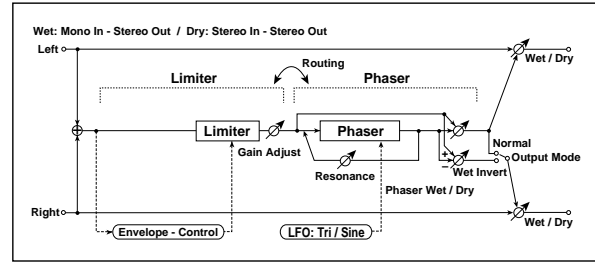 Wet: Mono In - Stereo Out / Dry: Stereo In - Stereo Out
Left
Wet / Dry
Routing
Limiter
Phaser
Limiter
Phaser
Gain Adjust
Resonance
Normal
Output Mode
+
−
Wet Invert
Phaser Wet / Dry
Right
Wet / Dry
Envelope - Control
LFO: Tri / Sine